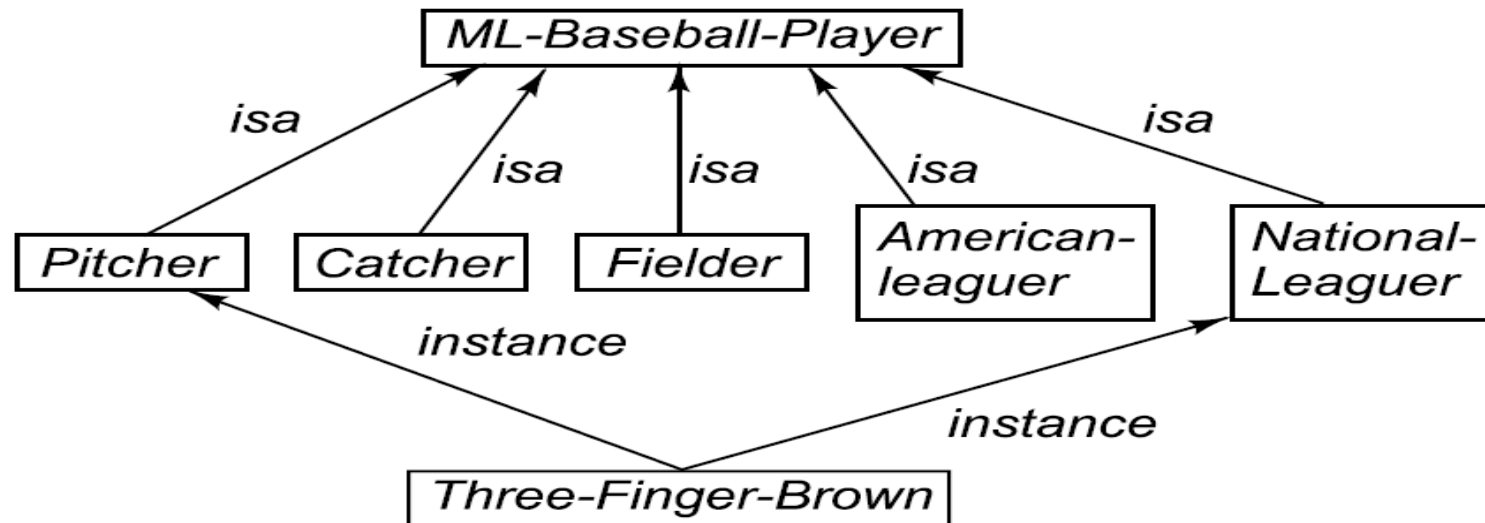 ML-Baseball-Player
isa
isa
isa
isa
isa
Pitcher
Catcher
Fielder
American-
leaguer
National-
Leaguer
instance
instance
Three-Finger-Brown